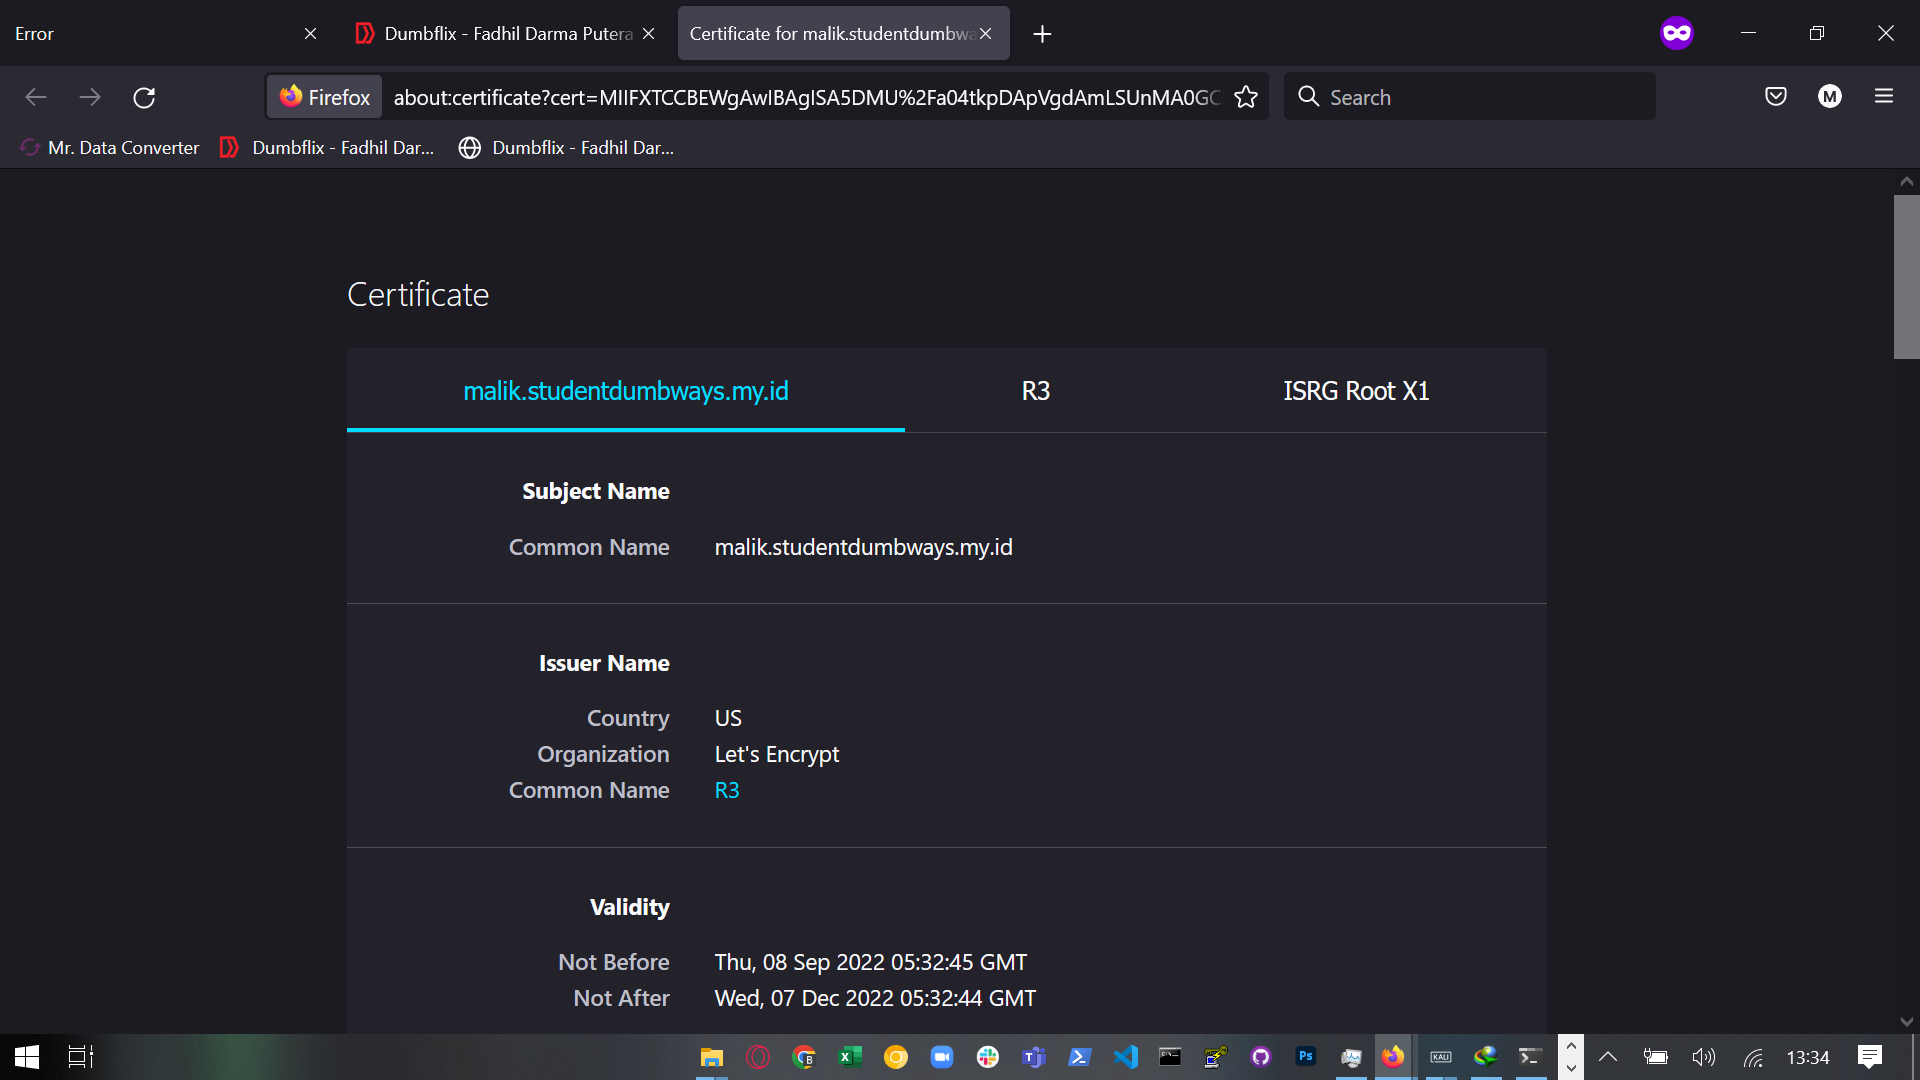 Error
Dumbflix - Fadhil Darma Putera
Certificate for malik.studentdumbwa
Firefox
about:certificate?cert=MIIFXTCCBEWgAwIBAgISA5DMU%2Fa04tkpDApVgdAmLSUnMA0GC
Search
M
Mr. Data Converter
Dumbflix - Fadhil Dar...
Dumbflix - Fadhil Dar...
Certificate
malik.studentdumbways.my.id
R3
ISRG Root X1
Subject Name
Common Name malik.studentdumbways.my.id
Issuer Name
Country US
Organization Let's Encrypt
Common Name R3
Validity
Not Before Thu, 08 Sep 2022 05:32:45 GMT
Not After Wed, 07 Dec 2022 05:32:44 GMT
Ps
KALI
13:34